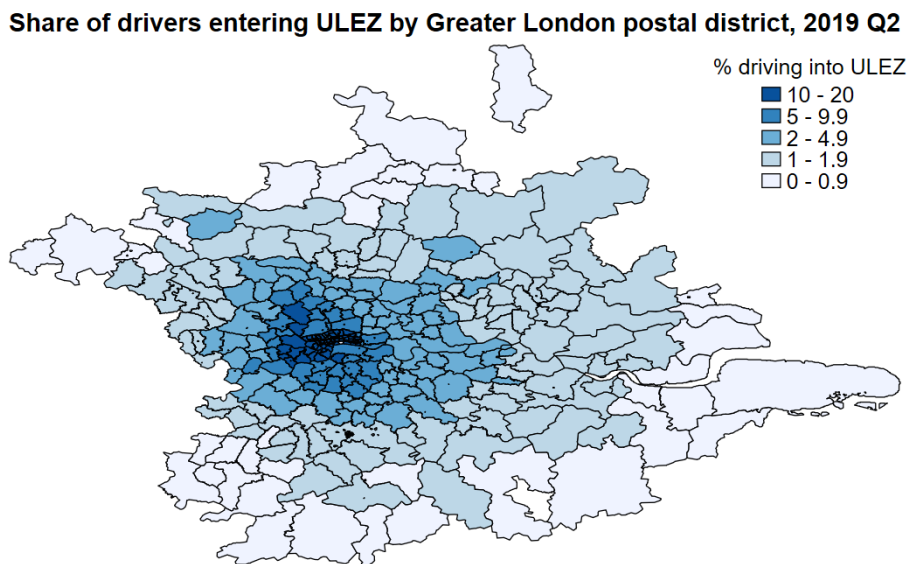 Share of drivers entering ULEZ by Greater London postal district, 2019 Q2
% driving into ULEZ
10 - 20
5 - 9.9
2 - 4.9
1 - 1.9
0 - 0.9